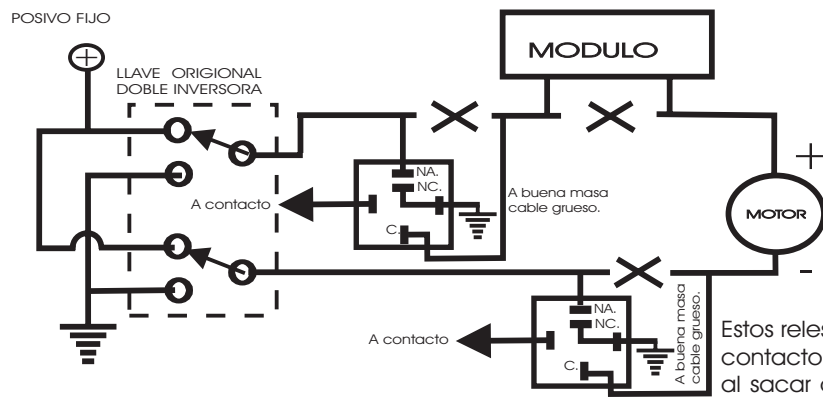 POSIVO FIJO
LLAVE ORIGIONAL
DOBLE INVERSORA
MODULO
NA.
NC.
C.
A contacto
A buena masa
cable grueso.
+
MOTOR
-
NA.
NC.
C.
A contacto
A buena masa
cable grueso.
Estos reles
contacto
al sacar